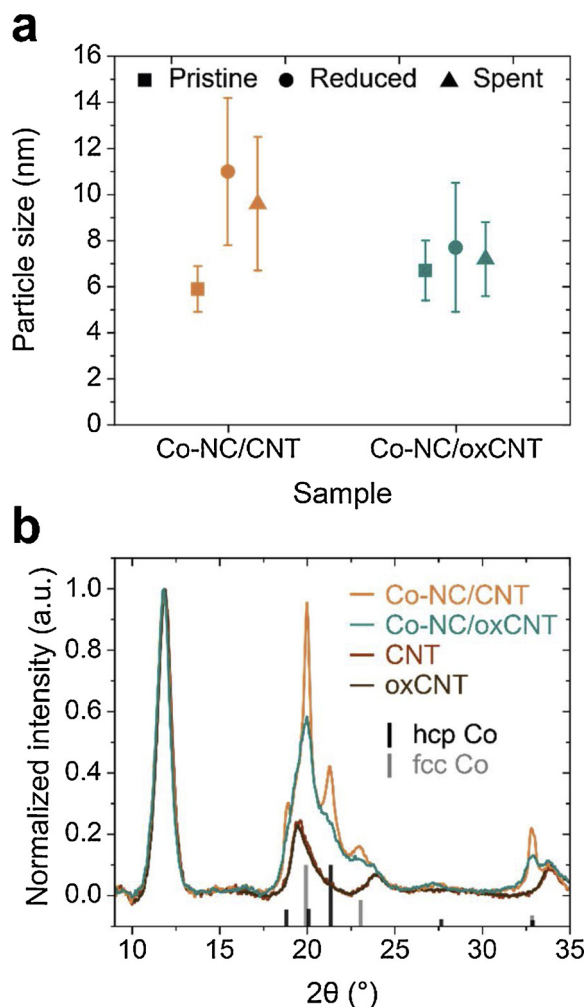 a
16
14
12
10
8
6
4
2
0
Particle size (nm)
Pristine Reduced Spent
Co-NC/CNT Co-NC/oxCNT
Sample
b
1.0
0.8
0.6
0.4
0.2
0.0
Normalized intensity (a.u.)
Co-NC/CNT
Co-NC/oxCNT
CNT
oxCNT
hcp Co
fcc Co
10 15 20 25 30 35
2θ (°)